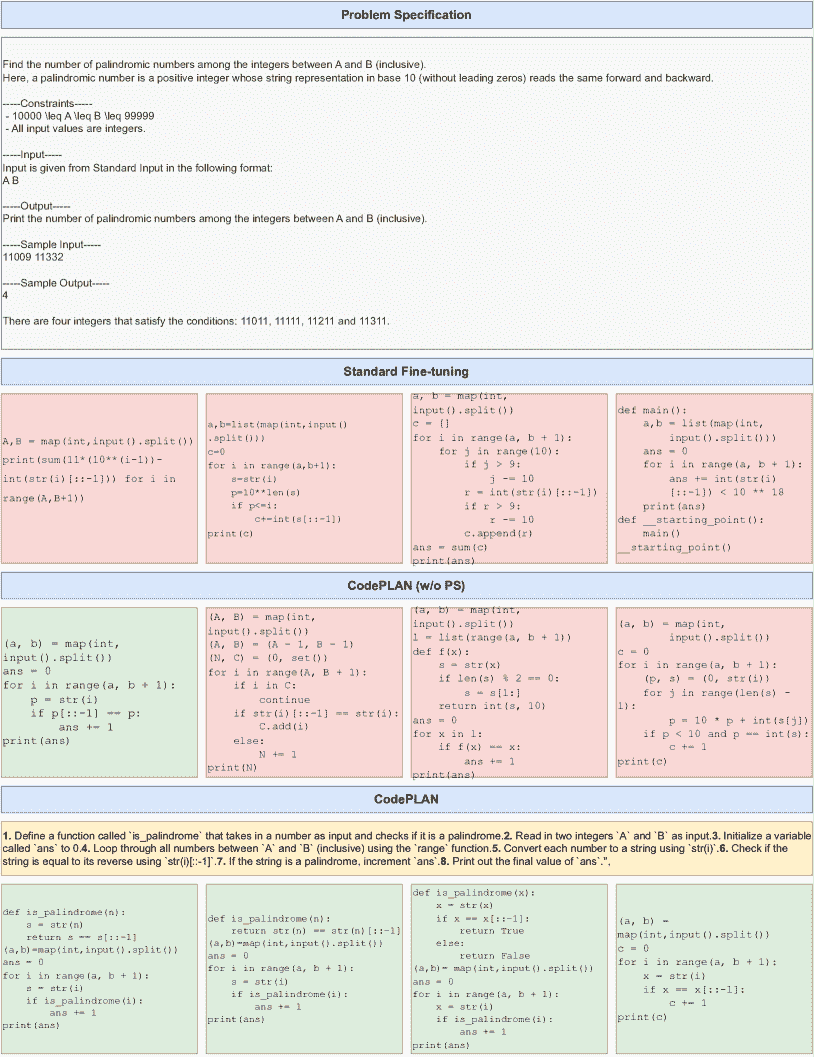 Problem Specification
Find the number of palindromic numbers among the integers between A and B (inclusive).
Here, a palindromic number is a positive integer whose string representation in base 10 (without leading zeros) reads the same forward and backward.
-----Constraints-----
- 10000 \leq A \leq B \leq 99999
- All input values are integers.
-----Input-----
Input is given from Standard Input in the following format:
A B
-----Output-----
Print the number of palindromic numbers among the integers between A and B (inclusive).
-----Sample Input-----
11009 11332
-----Sample Output-----
4
There are four integers that satisfy the conditions: 11011, 11111, 11211 and 11311.
Standard Fine-tuning
A,B = map(int,input().split())
print(sum(11*(10**(i-1))-
int(str(i)[::-1])) for i in
range(A,B+1))
a,b=list(map(int,input()
.split()))
c=0
for i in range(a,b+1):
s=str(i)
p=10**len(s)
if p<=i:
c+=int(s[::-1])
print(c)
a, b = map(int,
input().split())
c = []
for i in range(a, b + 1):
for j in range(10):
if j > 9:
j -= 10
r = int(str(i)[::-1])
if r > 9:
r -= 10
c.append(r)
ans = sum(c)
print(ans)
def main():
a,b = list(map(int,
input().split()))
ans = 0
for i in range(a, b + 1):
ans += int(str(i)
[::-1]) < 10 ** 18
print(ans)
def __starting_point():
main()
__starting_point()
CodePLAN (w/o PS)
(a, b) = map(int,
input().split())
ans = 0
for i in range(a, b + 1):
p = str(i)
if p[::-1] == p:
ans += 1
print(ans)
(A, B) = map(int,
input().split())
(A, B) = (A - 1, B - 1)
(N, C) = (0, set())
for i in range(A, B + 1):
if i in C:
continue
if str(i)[::-1] == str(i):
C.add(i)
else:
N += 1
print(N)
(a, b) = map(int,
input().split())
l = list(range(a, b + 1))
def f(x):
s = str(x)
if len(s) % 2 == 0:
s = s[1:]
return int(s, 10)
ans = 0
for x in l:
if f(x) == x:
ans += 1
print(ans)
(a, b) = map(int,
input().split())
c = 0
for i in range(a, b + 1):
(p, s) = (0, str(i))
for j in range(len(s) -
1):
p = 10 * p + int(s[j])
if p < 10 and p == int(s):
c += 1
print(c)
CodePLAN
1. Define a function called `is_palindrome` that takes in a number as input and checks if it is a palindrome.2. Read in two integers `A` and `B` as input.3. Initialize a variable
called `ans` to 0.4. Loop through all numbers between `A` and `B` (inclusive) using the `range` function.5. Convert each number to a string using `str(i)`.6. Check if the
string is equal to its reverse using `str(i)[::-1]`.7. If the string is a palindrome, increment `ans`.8. Print out the final value of `ans`.",
def is_palindrome(n):
s = str(n)
return s == s[::-1]
(a,b)=map(int,input().split())
ans = 0
for i in range(a, b + 1):
s = str(i)
if is_palindrome(i):
ans += 1
print(ans)
def is_palindrome(n):
return str(n) == str(n)[::-1]
(a,b)=map(int,input().split())
ans = 0
for i in range(a, b + 1):
s = str(i)
if is_palindrome(i):
ans += 1
print(ans)
def is_palindrome(x):
x = str(x)
if x == x[::-1]:
return True
else:
return False
(a,b)= map(int,input().split())
ans = 0
for i in range(a, b + 1):
x = str(i)
if is_palindrome(i):
ans += 1
print(ans)
(a, b) =
map(int,input().split())
c = 0
for i in range(a, b + 1):
x = str(i)
if x == x[::-1]:
c += 1
print(c)